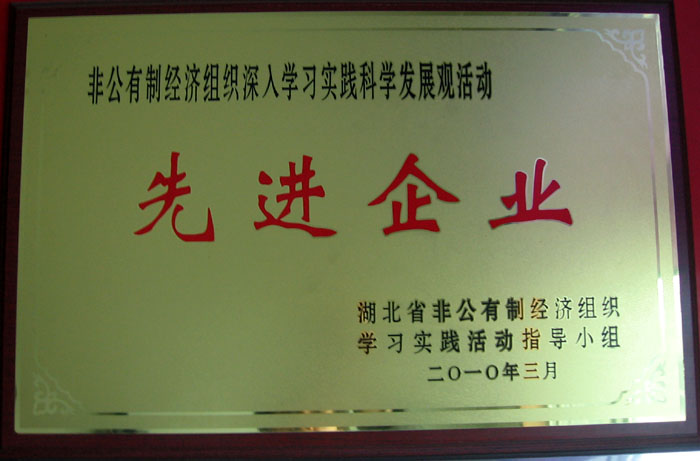 非公有制经济组织深入学习实践科学发展观活动
先进企业
湖北省非公有制经济组织
学习实践活动指导小组
二〇一〇年三月